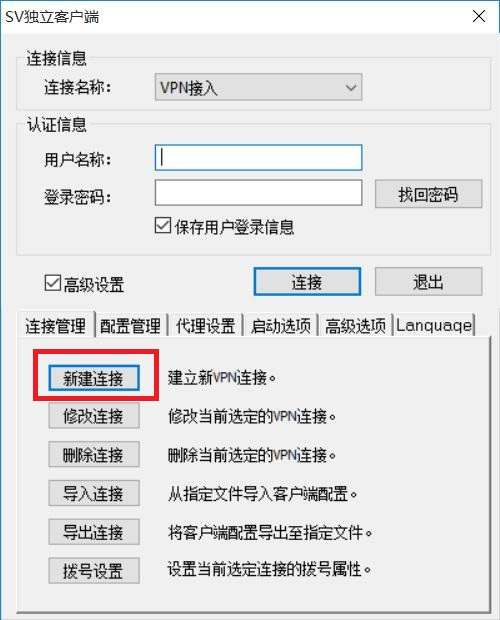 SV独立客户端
连接信息
连接名称：
VPN接入
认证信息
用户名称：
登录密码：
找回密码
保存用户登录信息
高级设置
连接
退出
连接管理 配置管理 代理设置 启动选项 高级选项 Language
新建连接 建立新VPN连接。
修改连接 修改当前选定的VPN连接。
删除连接 删除当前选定的VPN连接。
导入连接 从指定文件导入客户端配置。
导出连接 将客户端配置导出至指定文件。
拨号设置 设置当前选定连接的拨号属性。